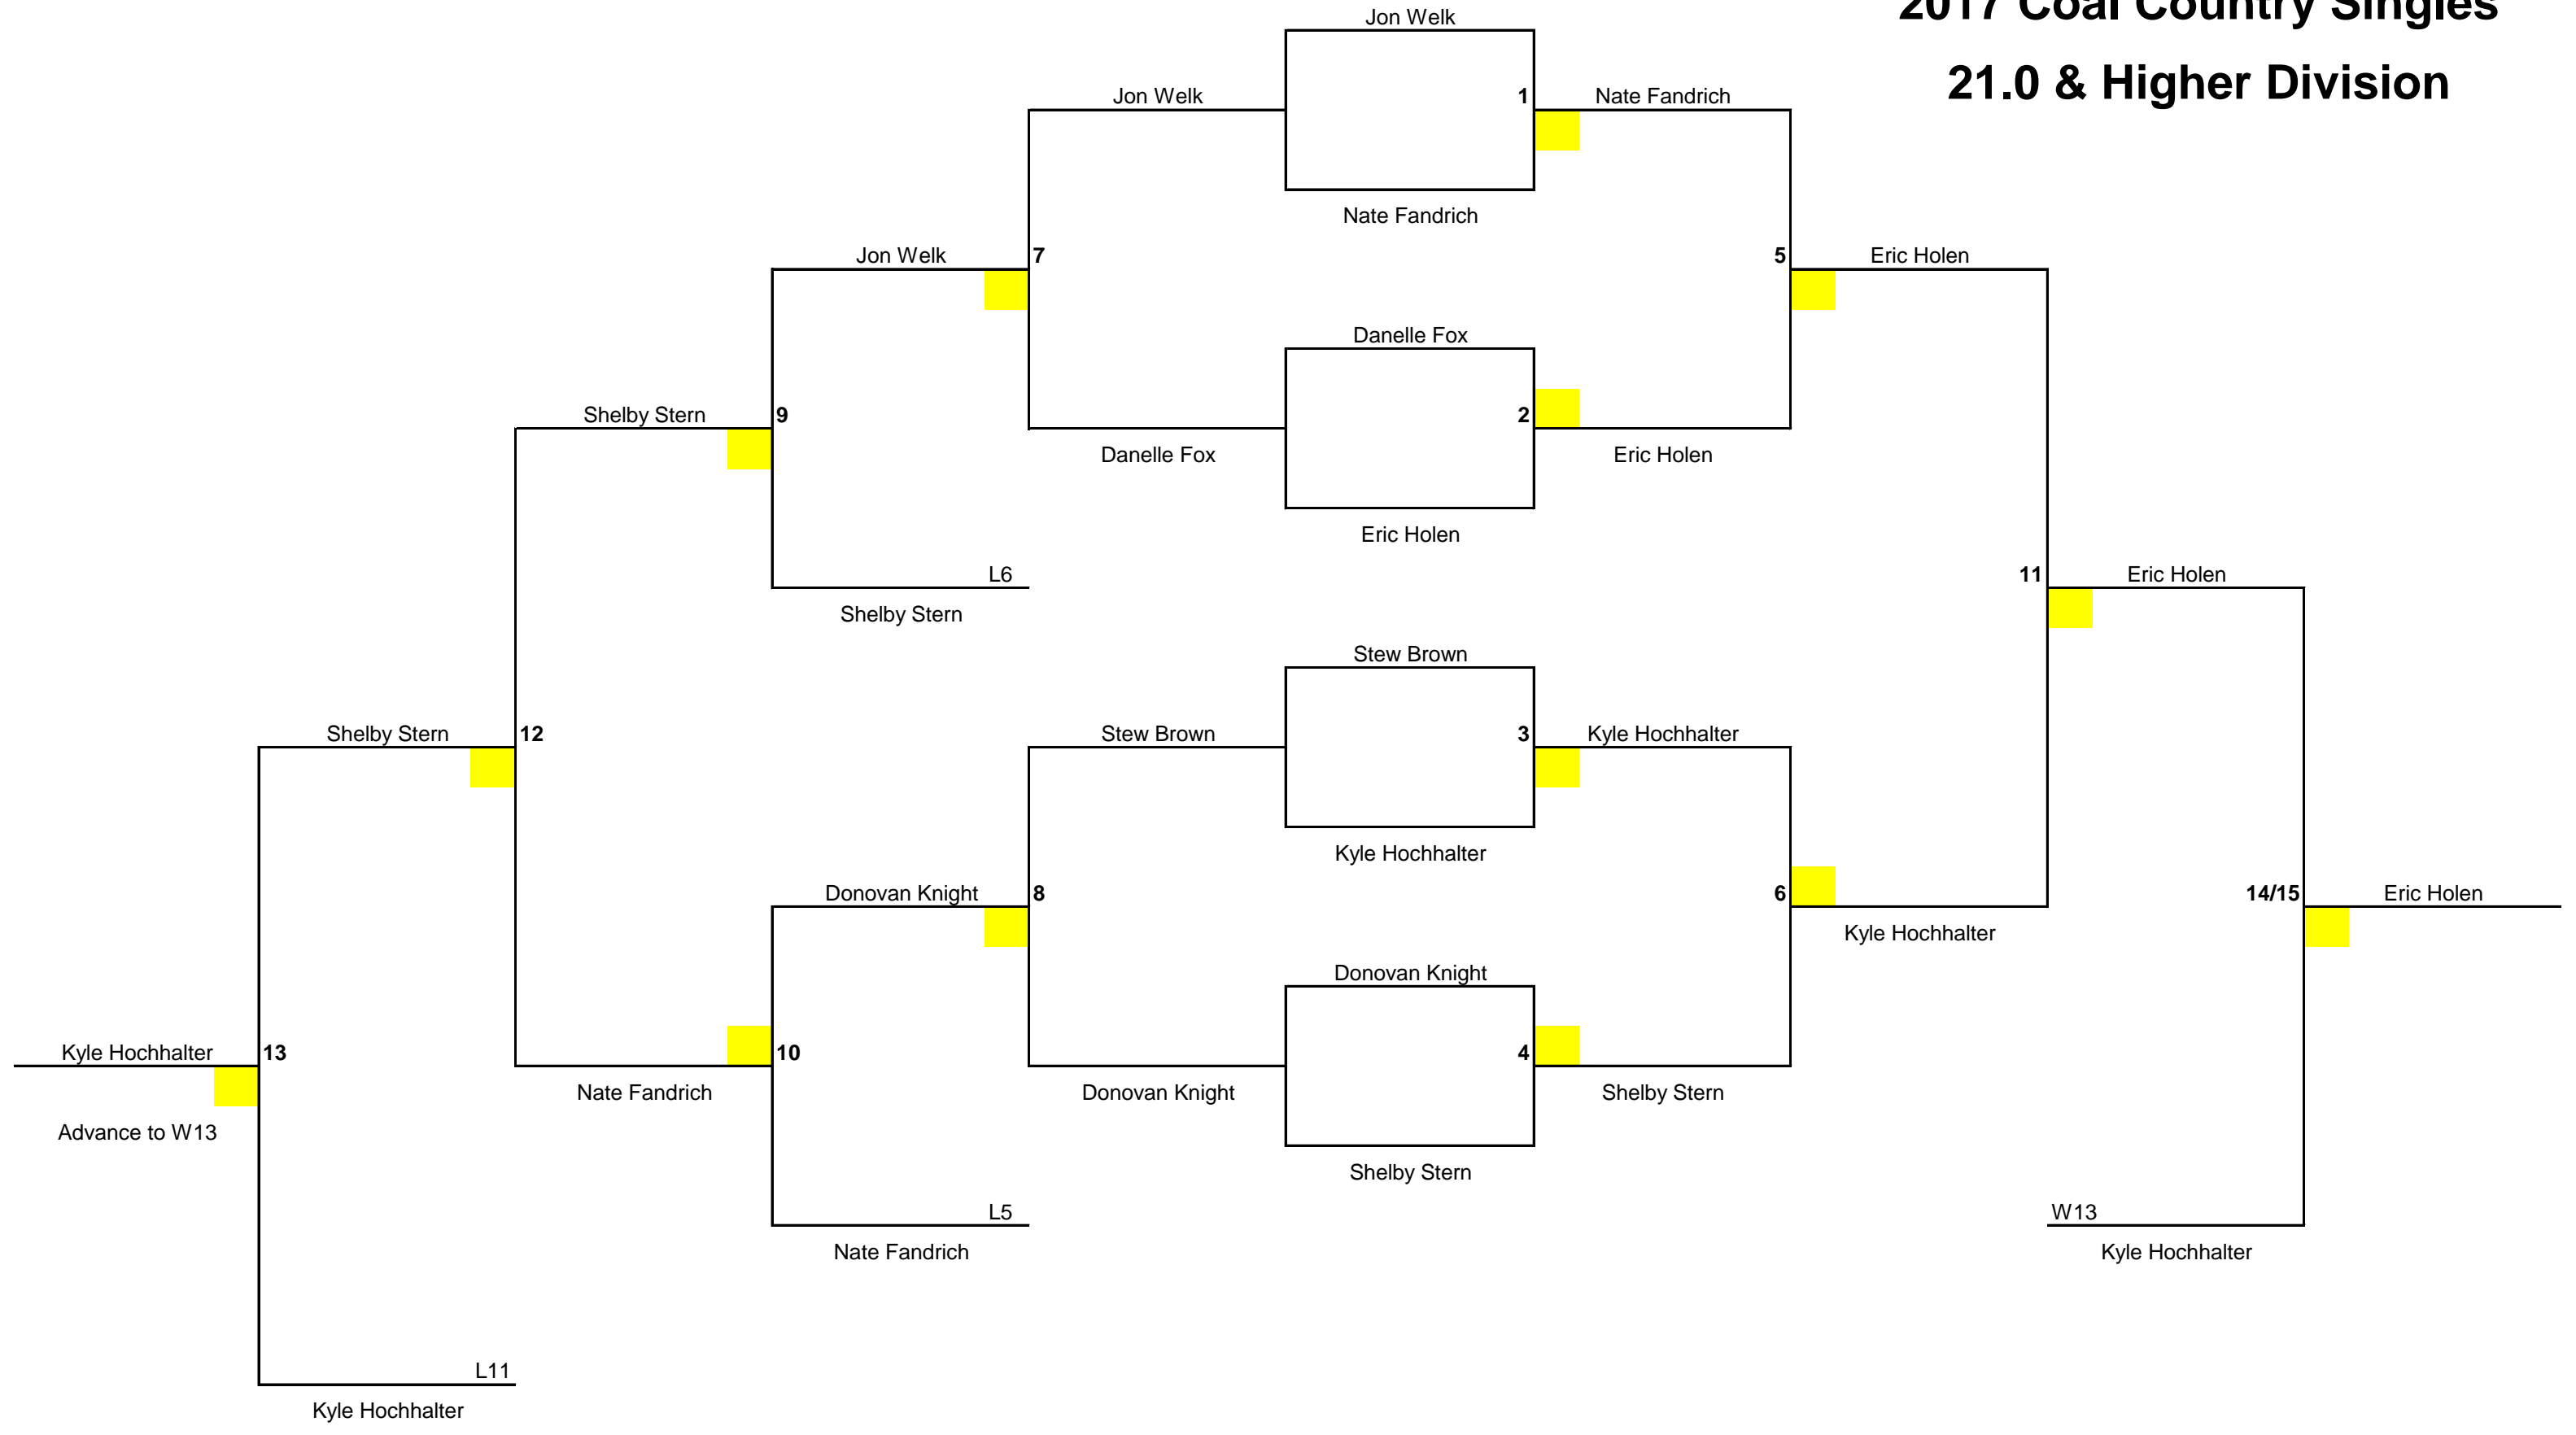 2017 Coal Country Singles
21.0 & Higher Division
Jon Welk
Jon Welk
1
Nate Fandrich
Nate Fandrich
Jon Welk
7
5
Eric Holen
Danelle Fox
Shelby Stern
9
2
Danelle Fox
Eric Holen
Eric Holen
L6
11
Eric Holen
Shelby Stern
Stew Brown
Shelby Stern
12
Stew Brown
3
Kyle Hochhalter
Kyle Hochhalter
Donovan Knight
8
6
14/15
Eric Holen
Kyle Hochhalter
Donovan Knight
Kyle Hochhalter
13
10
4
Nate Fandrich
Donovan Knight
Shelby Stern
Advance to W13
Shelby Stern
L5
W13
Nate Fandrich
Kyle Hochhalter
L11
Kyle Hochhalter